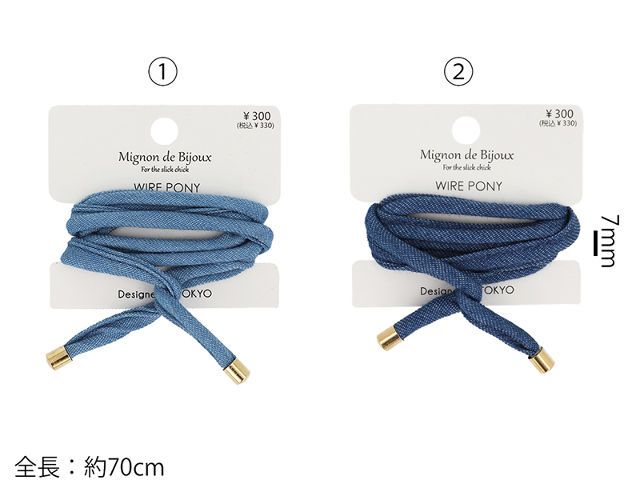 ① ②
¥300
(税込¥330)
Mignon de Bijoux
For the slick chick
WIRE PONY
Designe TOKYO
¥300
(税込¥330)
Mignon de Bijoux
For the slick chick
WIRE PONY
Designe OKYO
7mm
全長：約70cm